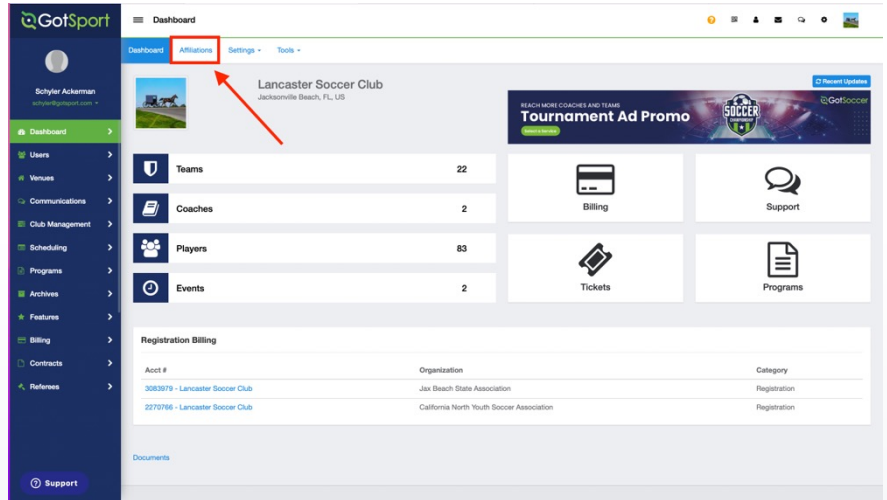 GotSport
Dashboard
Dashboard Affiliations Settings Tools
Schyler Ackerman
schyler@gotsport.com
Dashboard
Users
Venues
Communications
Club Management
Scheduling
Programs
Archives
Features
Billing
Contracts
Referees
Support
Lancaster Soccer Club
Jacksonville Beach, FL, US
Recent Updates
REACH MORE COACHES AND TEAMS
Tournament Ad Promo
Select a Service
SOCCER
CHAMPIONSHIP
GotSoccer
Teams 22
Coaches 2
Players 83
Events 2
Billing
Support
Tickets
Programs
Registration Billing
Acct # Organization Category
3083979 - Lancaster Soccer Club Jax Beach State Association Registration
2270766 - Lancaster Soccer Club California North Youth Soccer Association Registration
Documents